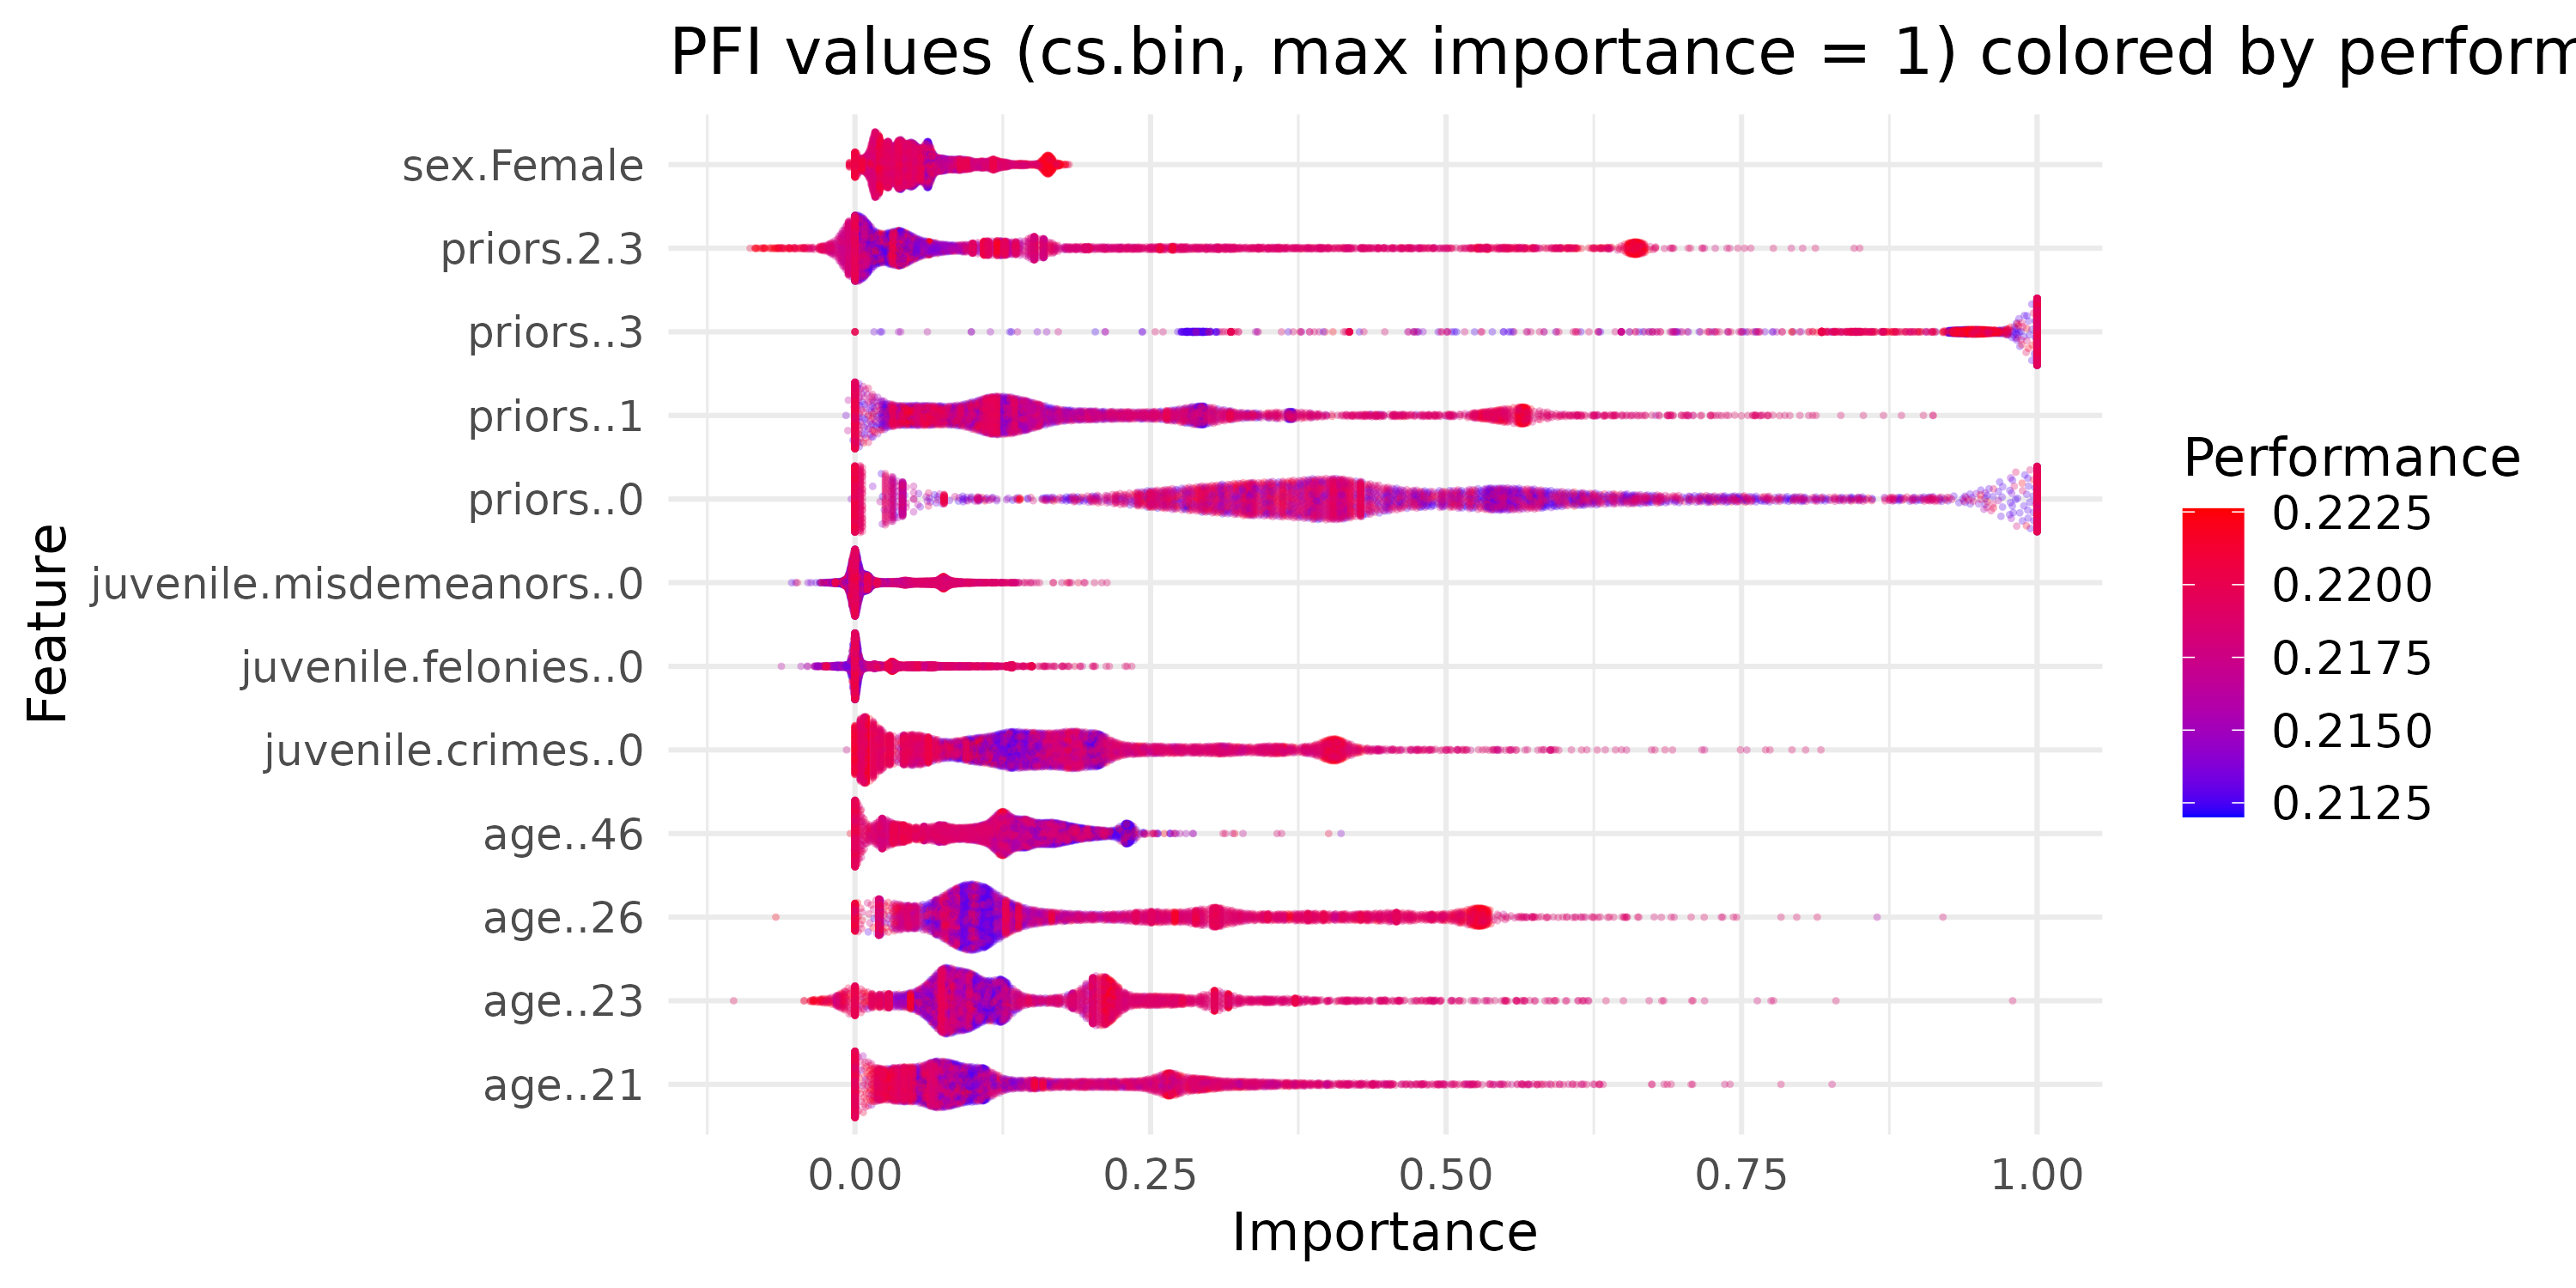 PFI values (cs.bin, max importance = 1) colored by perform
Feature
sex.Female
priors.2.3
priors..3
priors..1
priors..0
juvenile.misdemeanors..0
juvenile.felonies..0
juvenile.crimes..0
age..46
age..26
age..23
age..21
0.00 0.25 0.50 0.75 1.00
Importance
Performance
0.2225
0.2200
0.2175
0.2150
0.2125